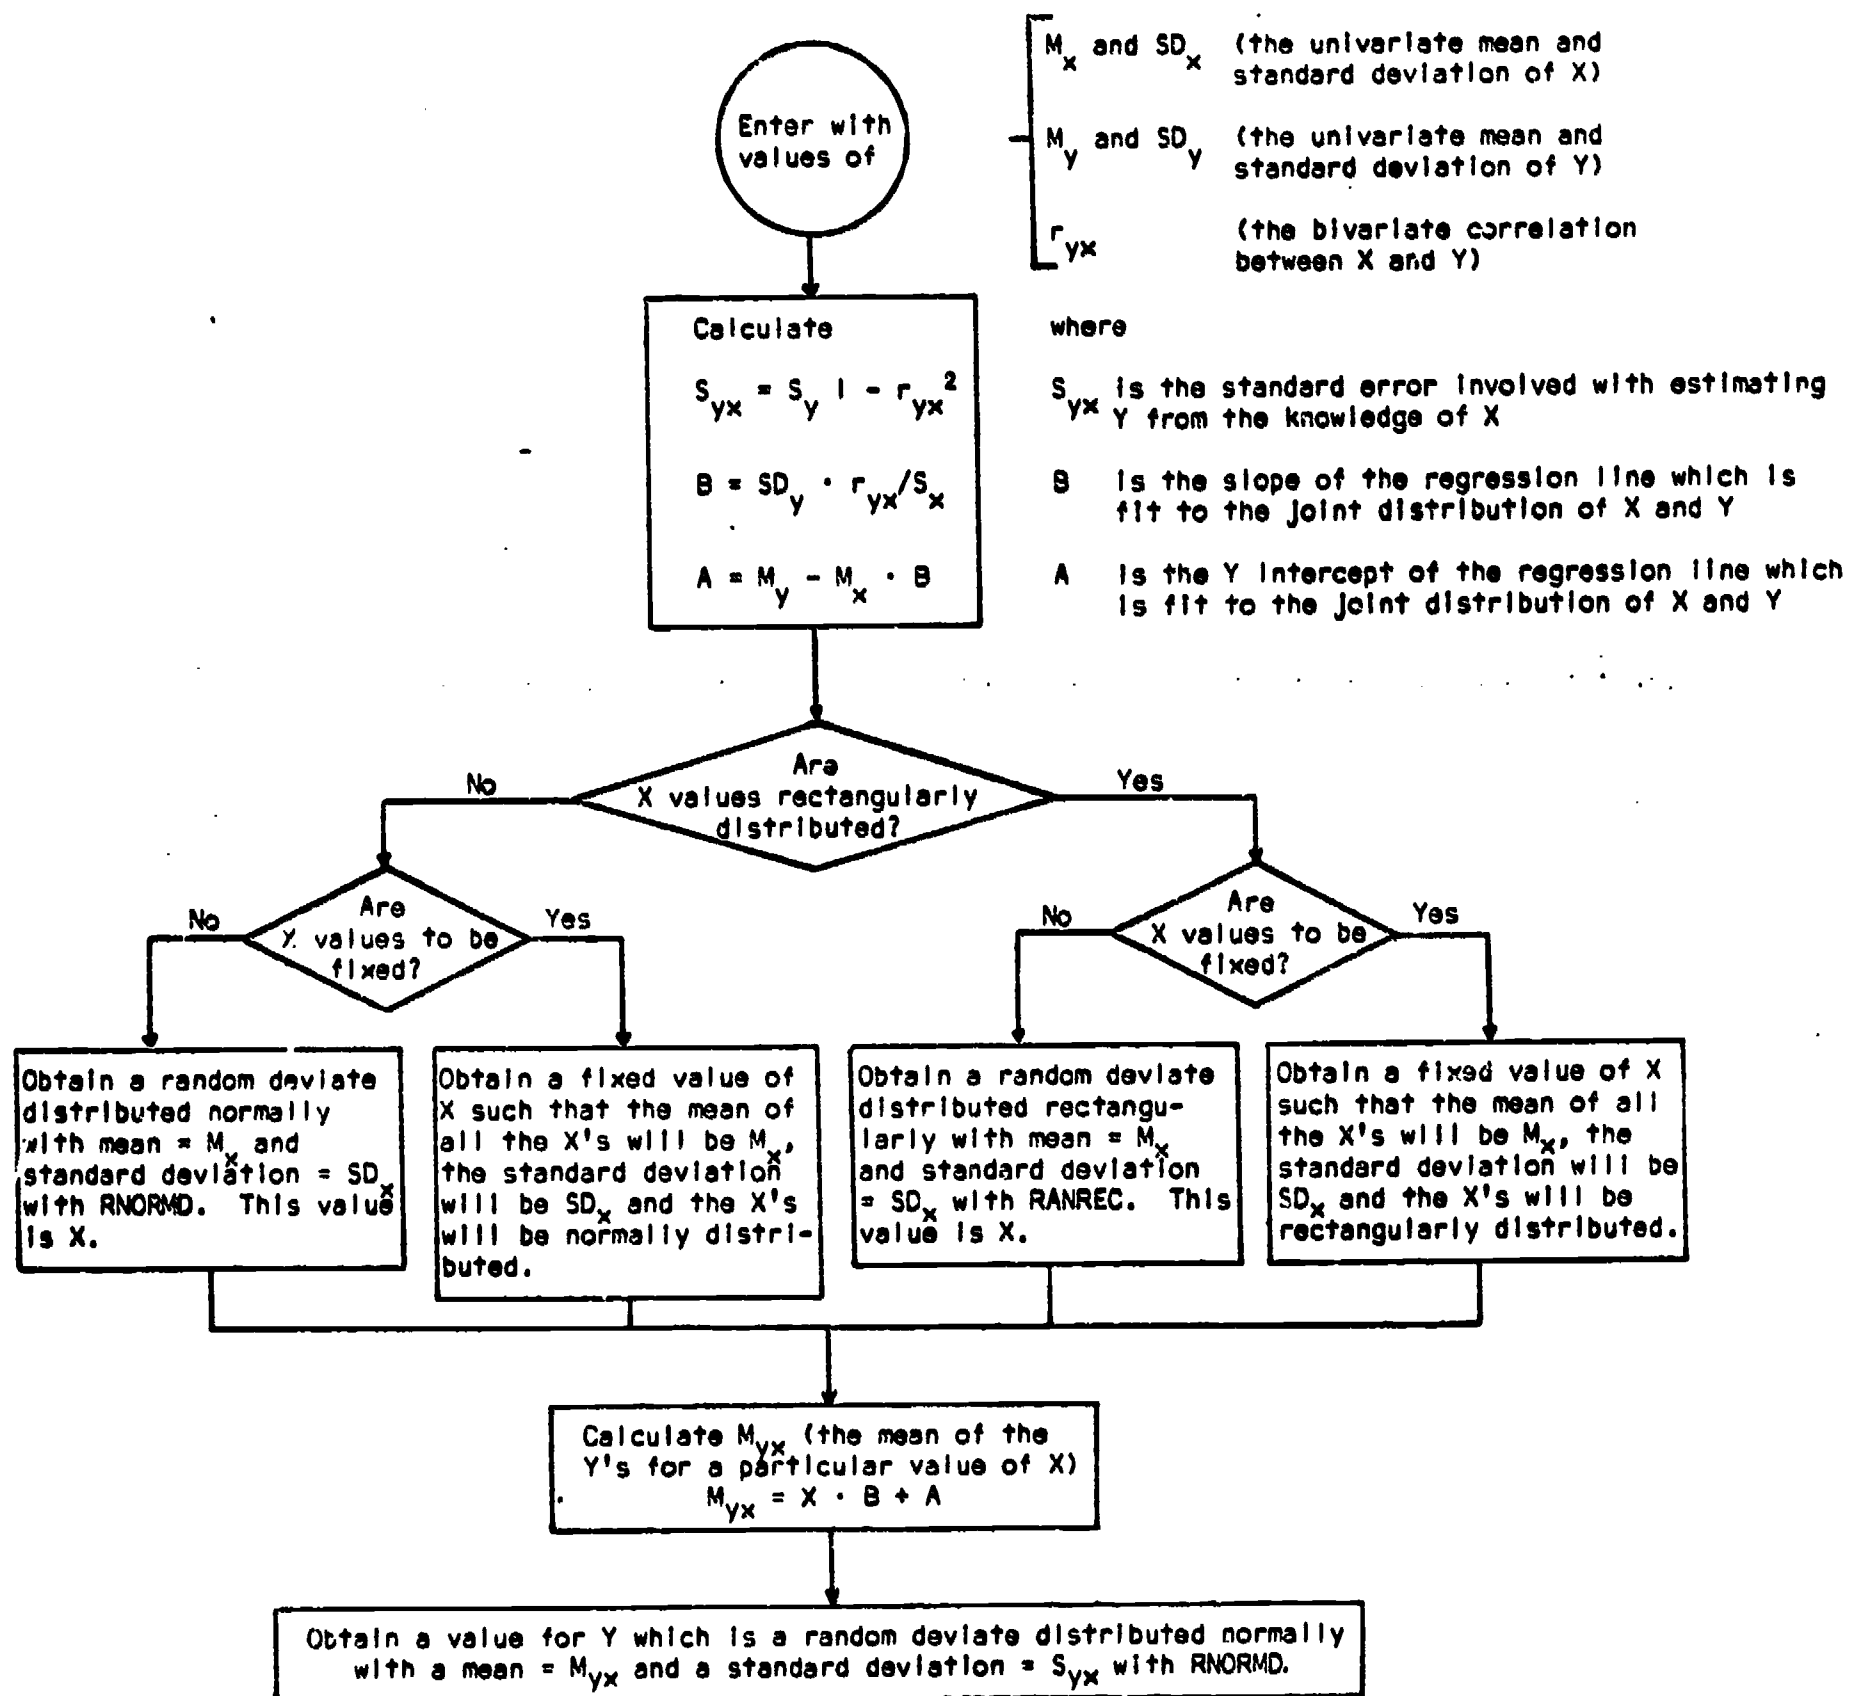 Enter with
values of
M_x and SD_x (the univariate mean and
standard deviation of X)
M_y and SD_y (the univariate mean and
standard deviation of Y)
r_yx (the bivariate correlation
between X and Y)
Calculate
S_yx = S_y 1 - r_yx²
B = SD_y · r_yx/S_x
A = M_y - M_x · B
where
S_yx is the standard error involved with estimating
Y from the knowledge of X
B is the slope of the regression line which is
fit to the joint distribution of X and Y
A is the Y intercept of the regression line which
is fit to the joint distribution of X and Y
Are
X values rectangularly
distributed?
No
Yes
Are
X values to be
fixed?
No
Yes
Are
X values to be
fixed?
No
Yes
Obtain a random deviate
distributed normally
with mean = M_x and
standard deviation = SD_x
with RNORMD. This value
is X.
Obtain a fixed value of
X such that the mean of
all the X's will be M_x,
the standard deviation
will be SD_x and the X's
will be normally distri-
buted.
Obtain a random deviate
distributed rectangu-
larly with mean = M_x
and standard deviation
= SD_x with RANREC. This
value is X.
Obtain a fixed value of X
such that the mean of all
the X's will be M_x, the
standard deviation will be
SD_x and the X's will be
rectangularly distributed.
Calculate M_yx (the mean of the
Y's for a particular value of X)
M_yx = X · B + A
Obtain a value for Y which is a random deviate distributed normally
with a mean = M_yx and a standard deviation = S_yx with RNORMD.